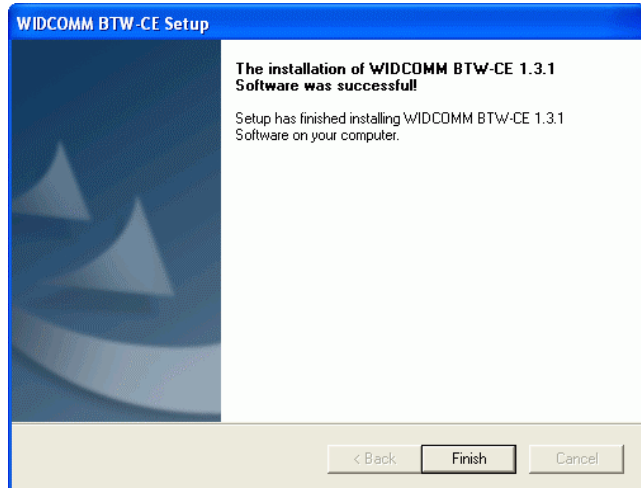 WIDCOMM BTW-CE Setup
The installation of WIDCOMM BTW-CE 1.3.1
Software was successful!
Setup has finished installing WIDCOMM BTW-CE 1.3.1
Software on your computer.
< Back Finish Cancel